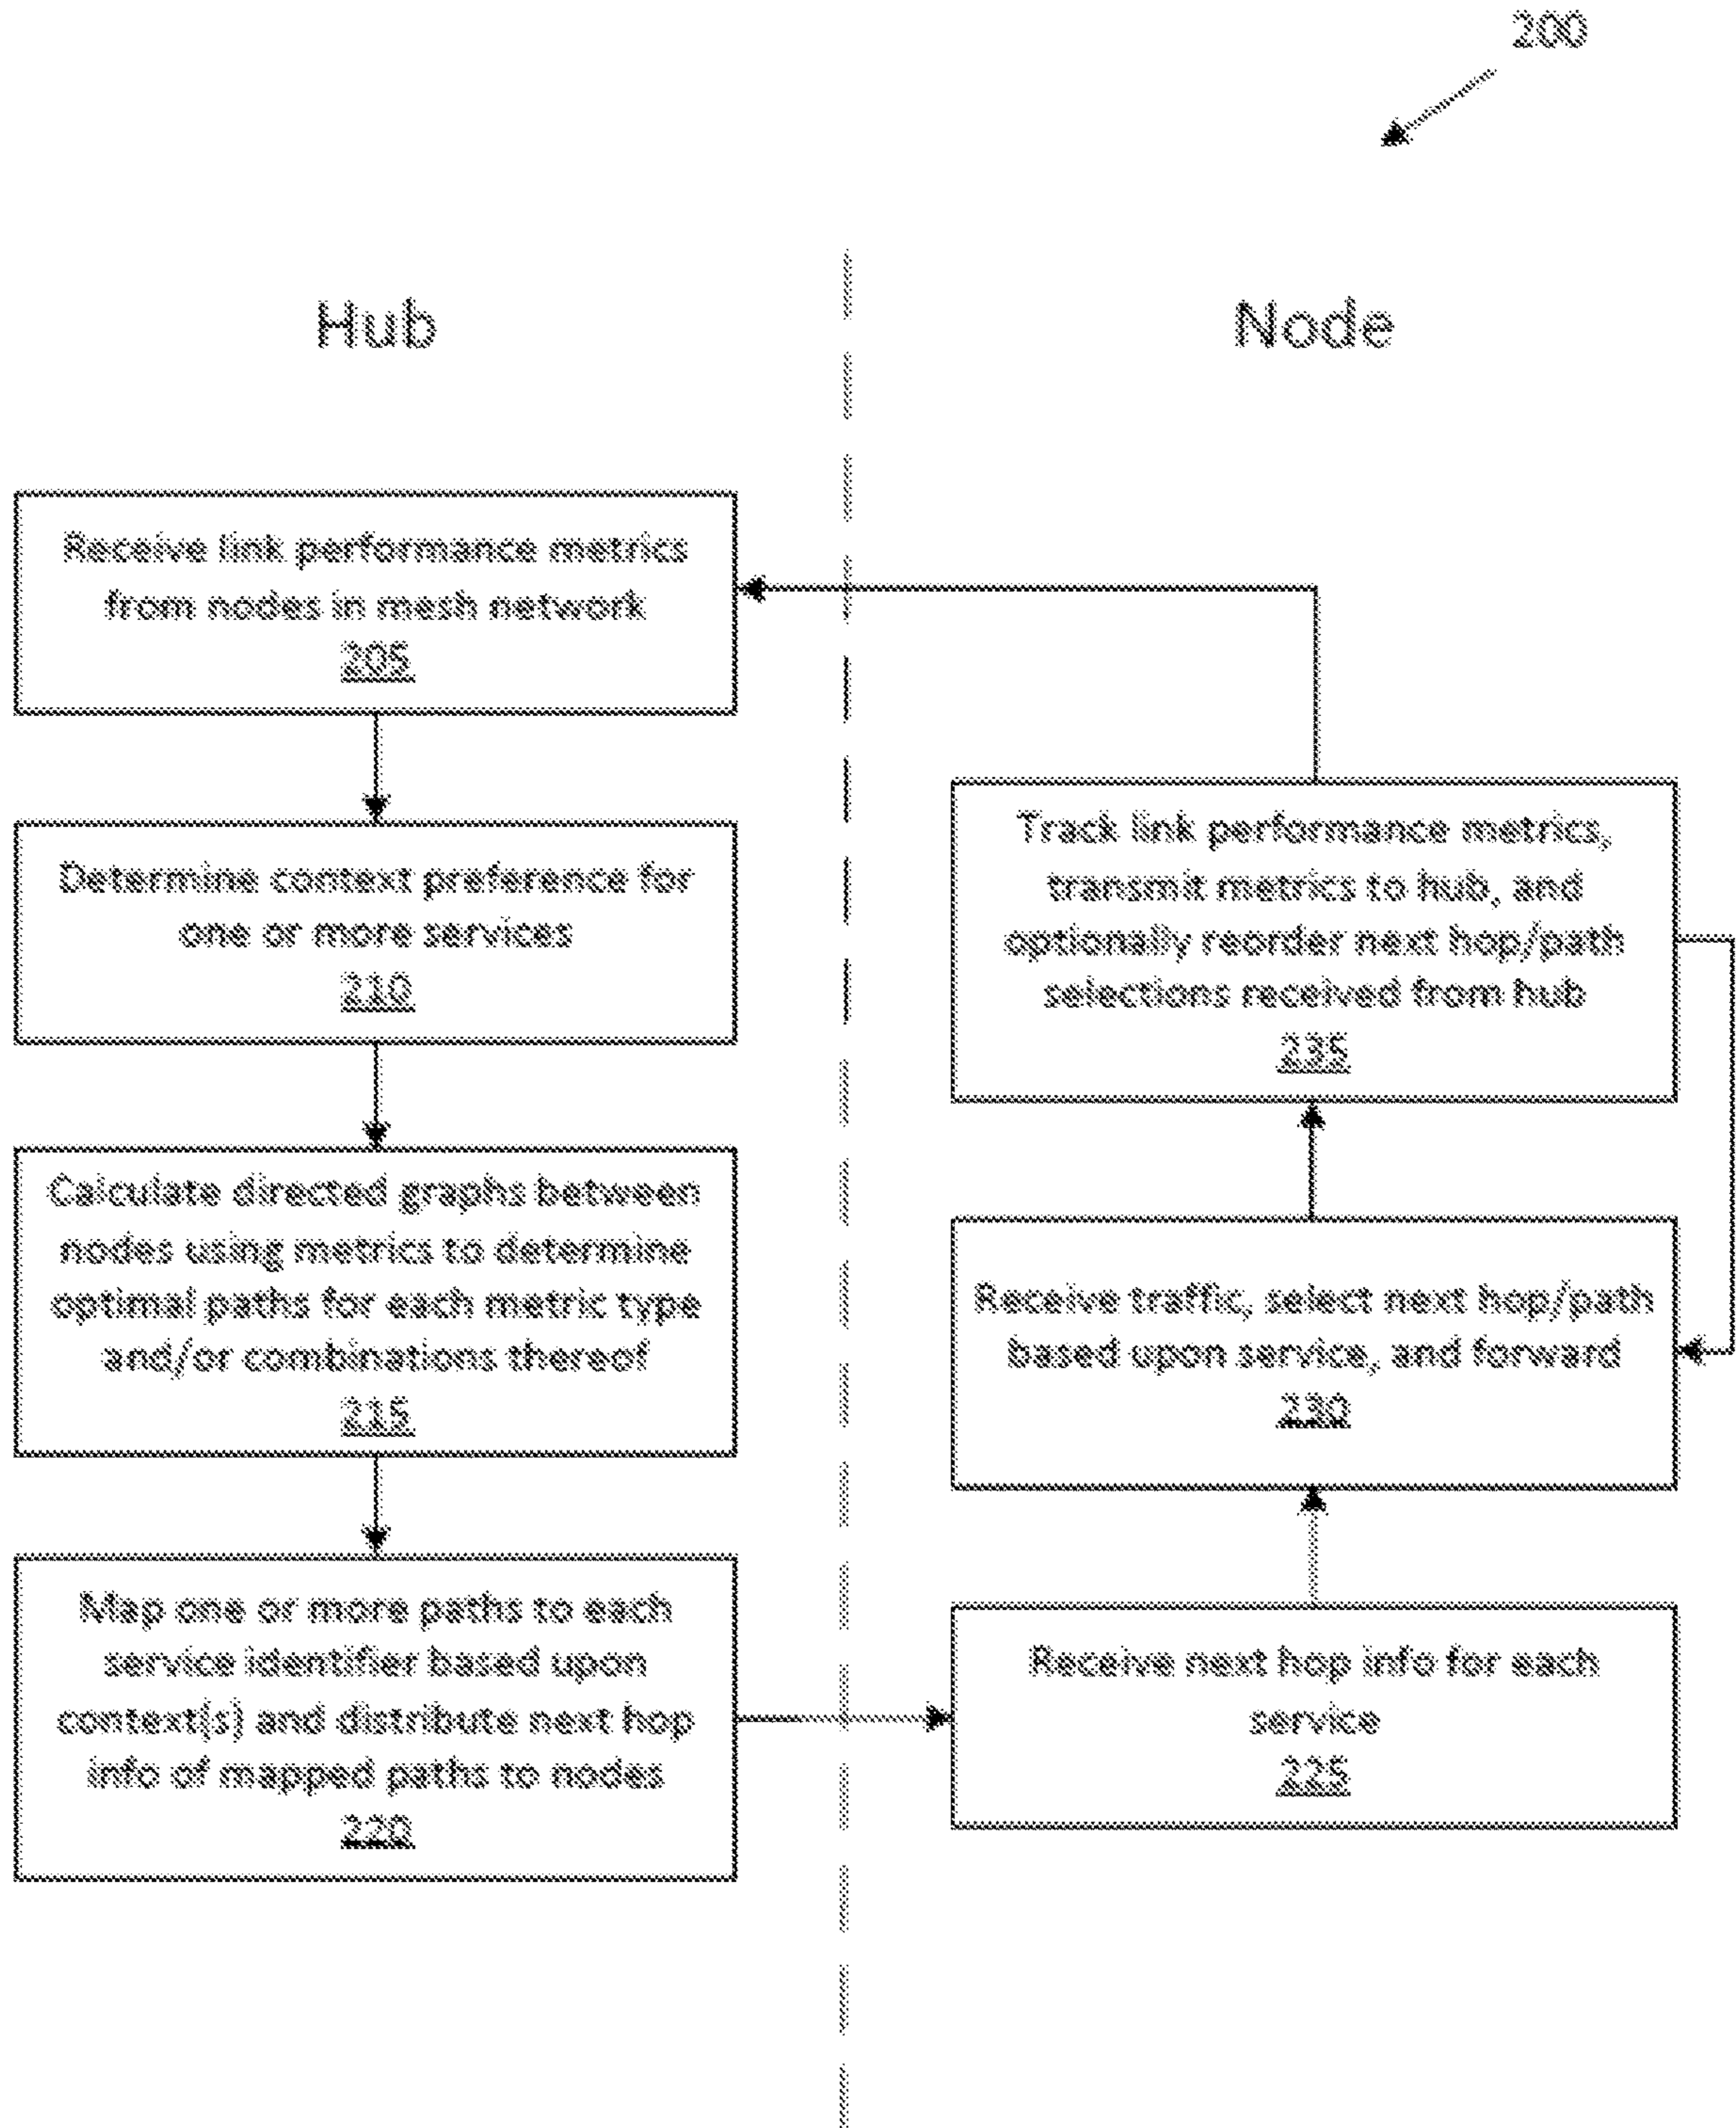 200
Hub
Node
Receive link performance metrics
from nodes in mesh network
205
Determine context preference for
one or more services
210
Calculate directed graphs between
nodes using metrics to determine
optimal paths for each metric type
and/or combinations thereof
215
Map one or more paths to each
service identifier based upon
context(s) and distribute next hop
info of mapped paths to nodes
220
Track link performance metrics,
transmit metrics to hub, and
optionally reorder next hop/path
selections received from hub
235
Receive traffic, select next hop/path
based upon service, and forward
230
Receive next hop info for each
service
225